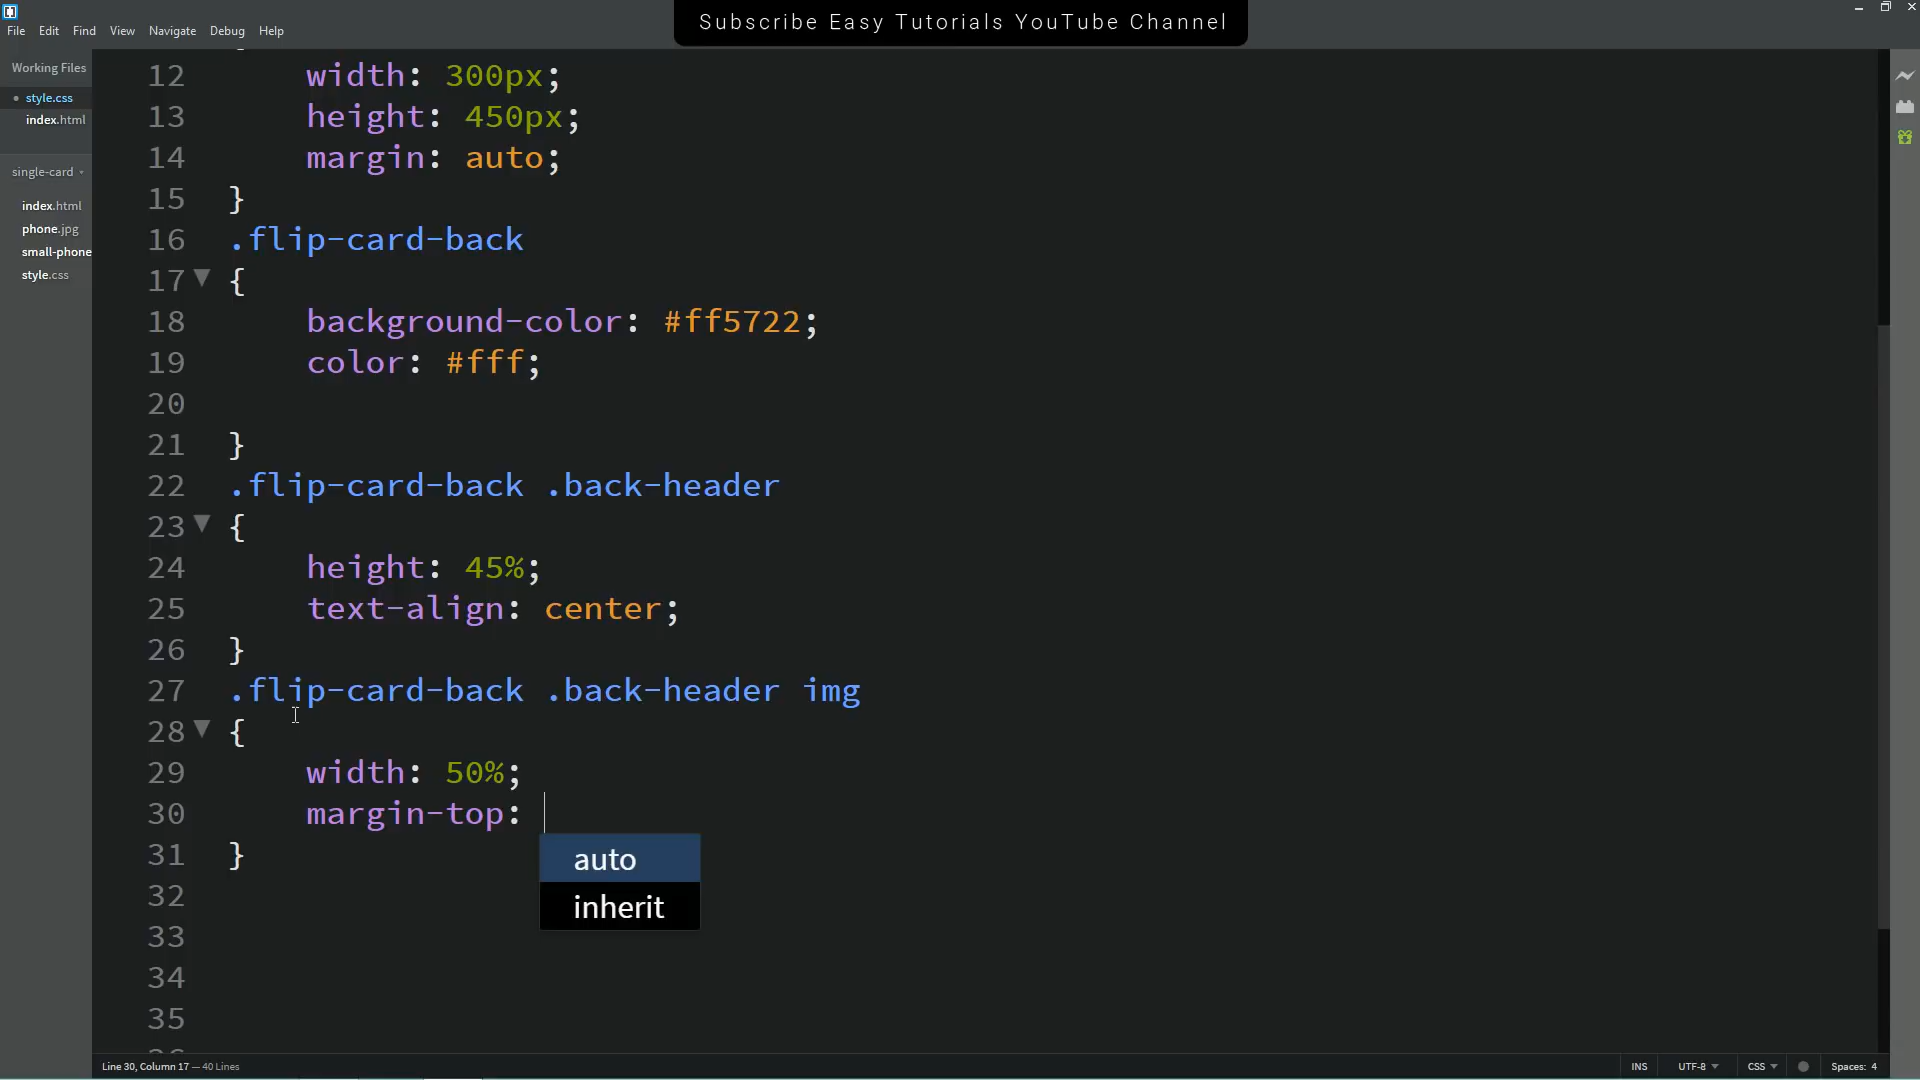 Subscribe Easy Tutorials YouTube Channel
File Edit Find View Navigate Debug Help
Working Files
style.css
index.html
single-card
index.html
phone.jpg
small-phone
style.css
12 width: 300px;
13 height: 450px;
14 margin: auto;
15 }
16 .flip-card-back
17 {
18 background-color: #ff5722;
19 color: #fff;
20
21 }
22 .flip-card-back .back-header
23 {
24 height: 45%;
25 text-align: center;
26 }
27 .flip-card-back .back-header img
28 {
29 width: 50%;
30 margin-top:
31 }
auto
inherit
32
33
34
35
Line 30, Column 17 — 40 Lines
INS UTF-8 CSS Spaces: 4